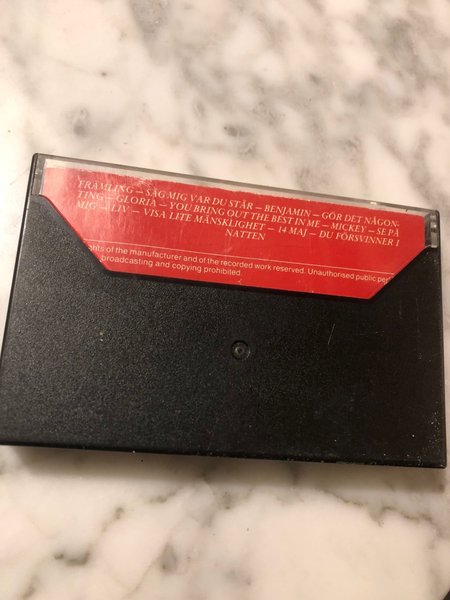 FRÄMLING – SÄG MIG VAR DU STÅR – BENJAMIN – GÖR DET NÅGON-
TING – GLORIA – YOU BRING OUT THE BEST IN ME – MICKEY – SE PÅ
MIG – LIV – VISA LITE MÄNSKLIGHET – 14 MAJ – DU FÖRSVINNER I
NATTEN
ghts of the manufacturer and of the recorded work reserved. Unauthorised public per
broadcasting and copying prohibited.